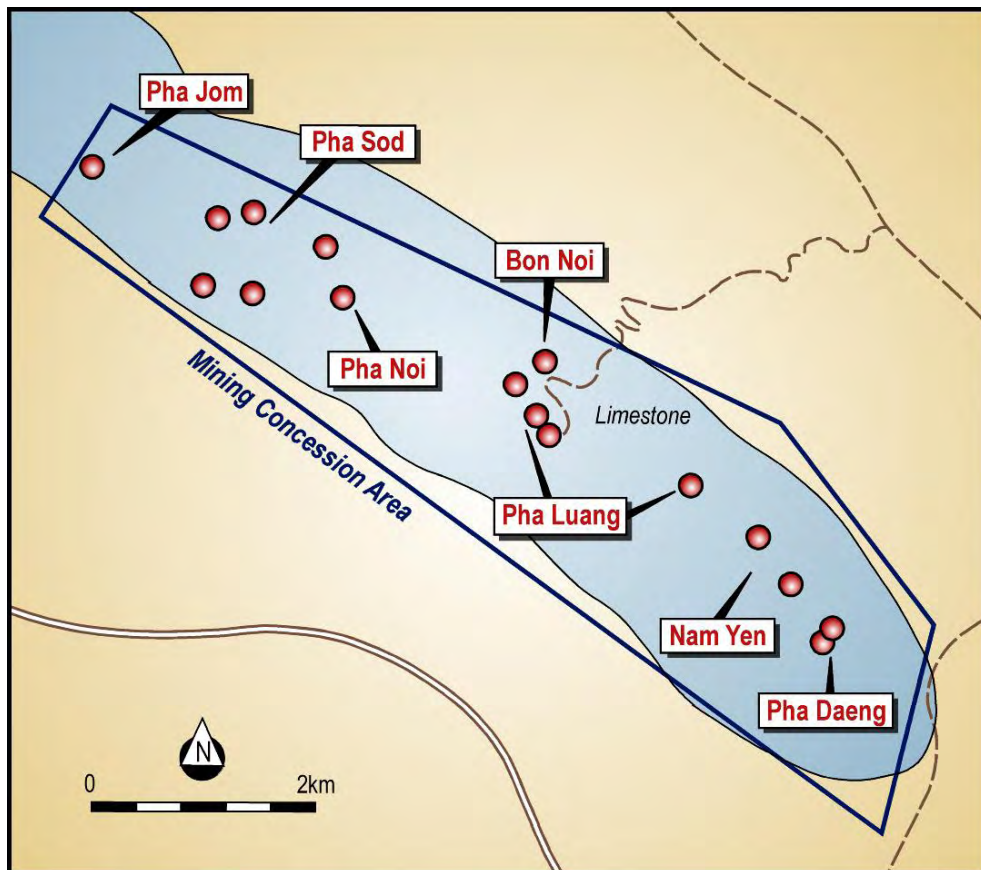 Pha Jom
Pha Sod
Bon Noi
Pha Noi
Limestone
Mining Concession Area
Pha Luang
Nam Yen
Pha Daeng
N
0 2km